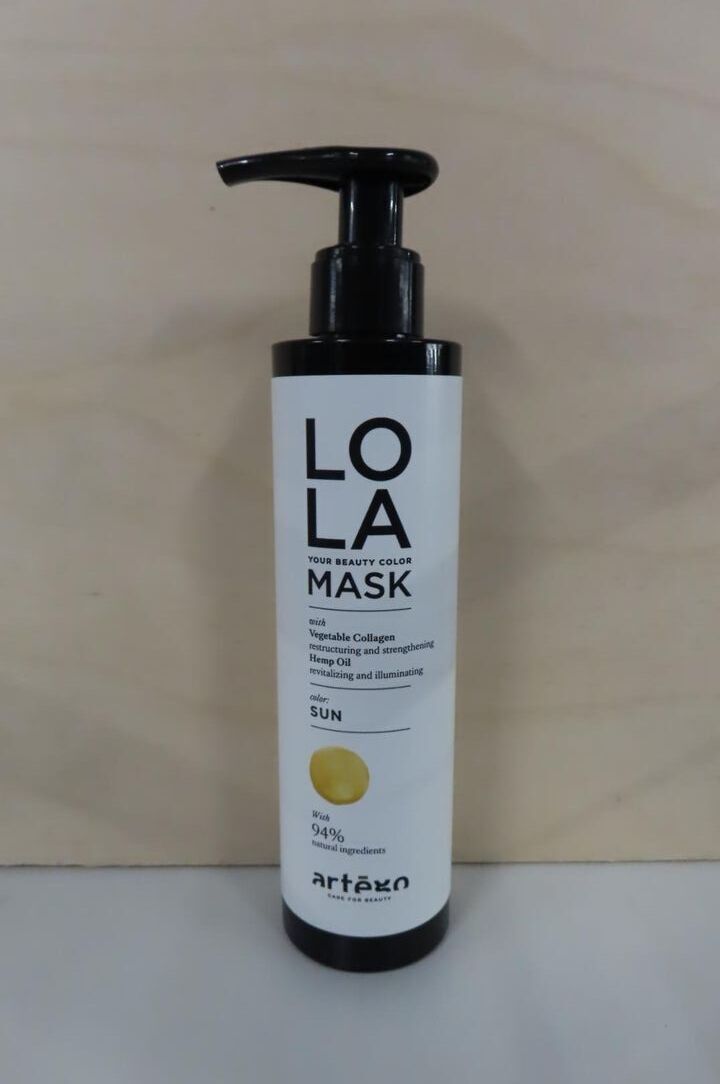 LO
LA
YOUR BEAUTY COLOR
MASK
with
Vegetable Collagen
restructuring and strengthening
Hemp Oil
revitalizing and illuminating
color:
SUN
With
94%
natural ingredients
artēgo
CARE FOR BEAUTY